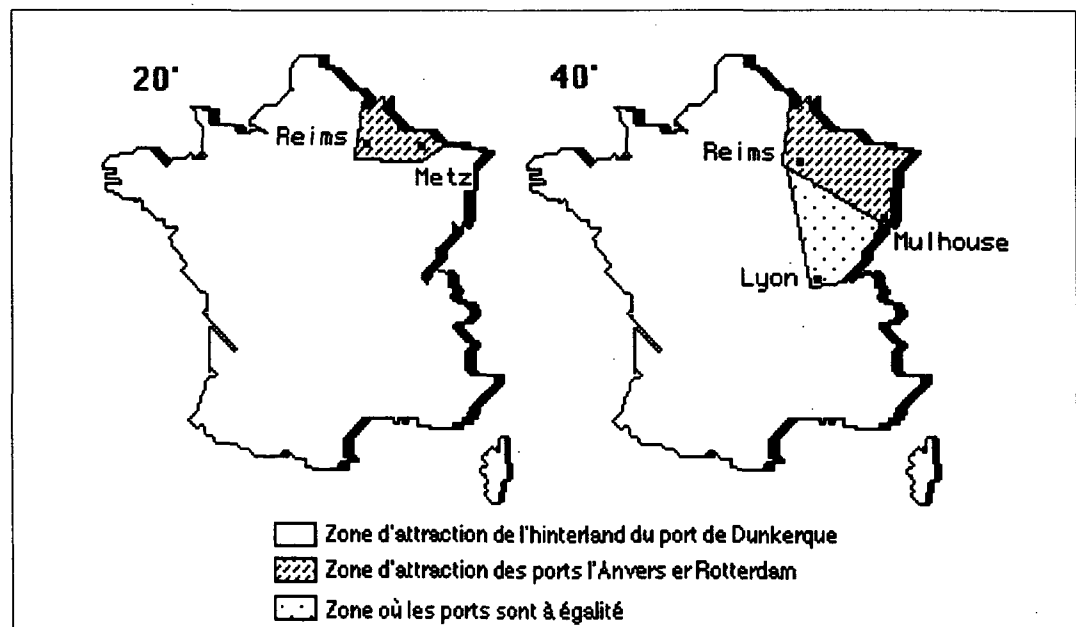 20'
40'
Reims
Metz
Reims
Mulhouse
Lyon
Zone d'attraction de l'hinterland du port de Dunkerque
Zone d'attraction des ports l'Anvers er Rotterdam
Zone où les ports sont à égalité